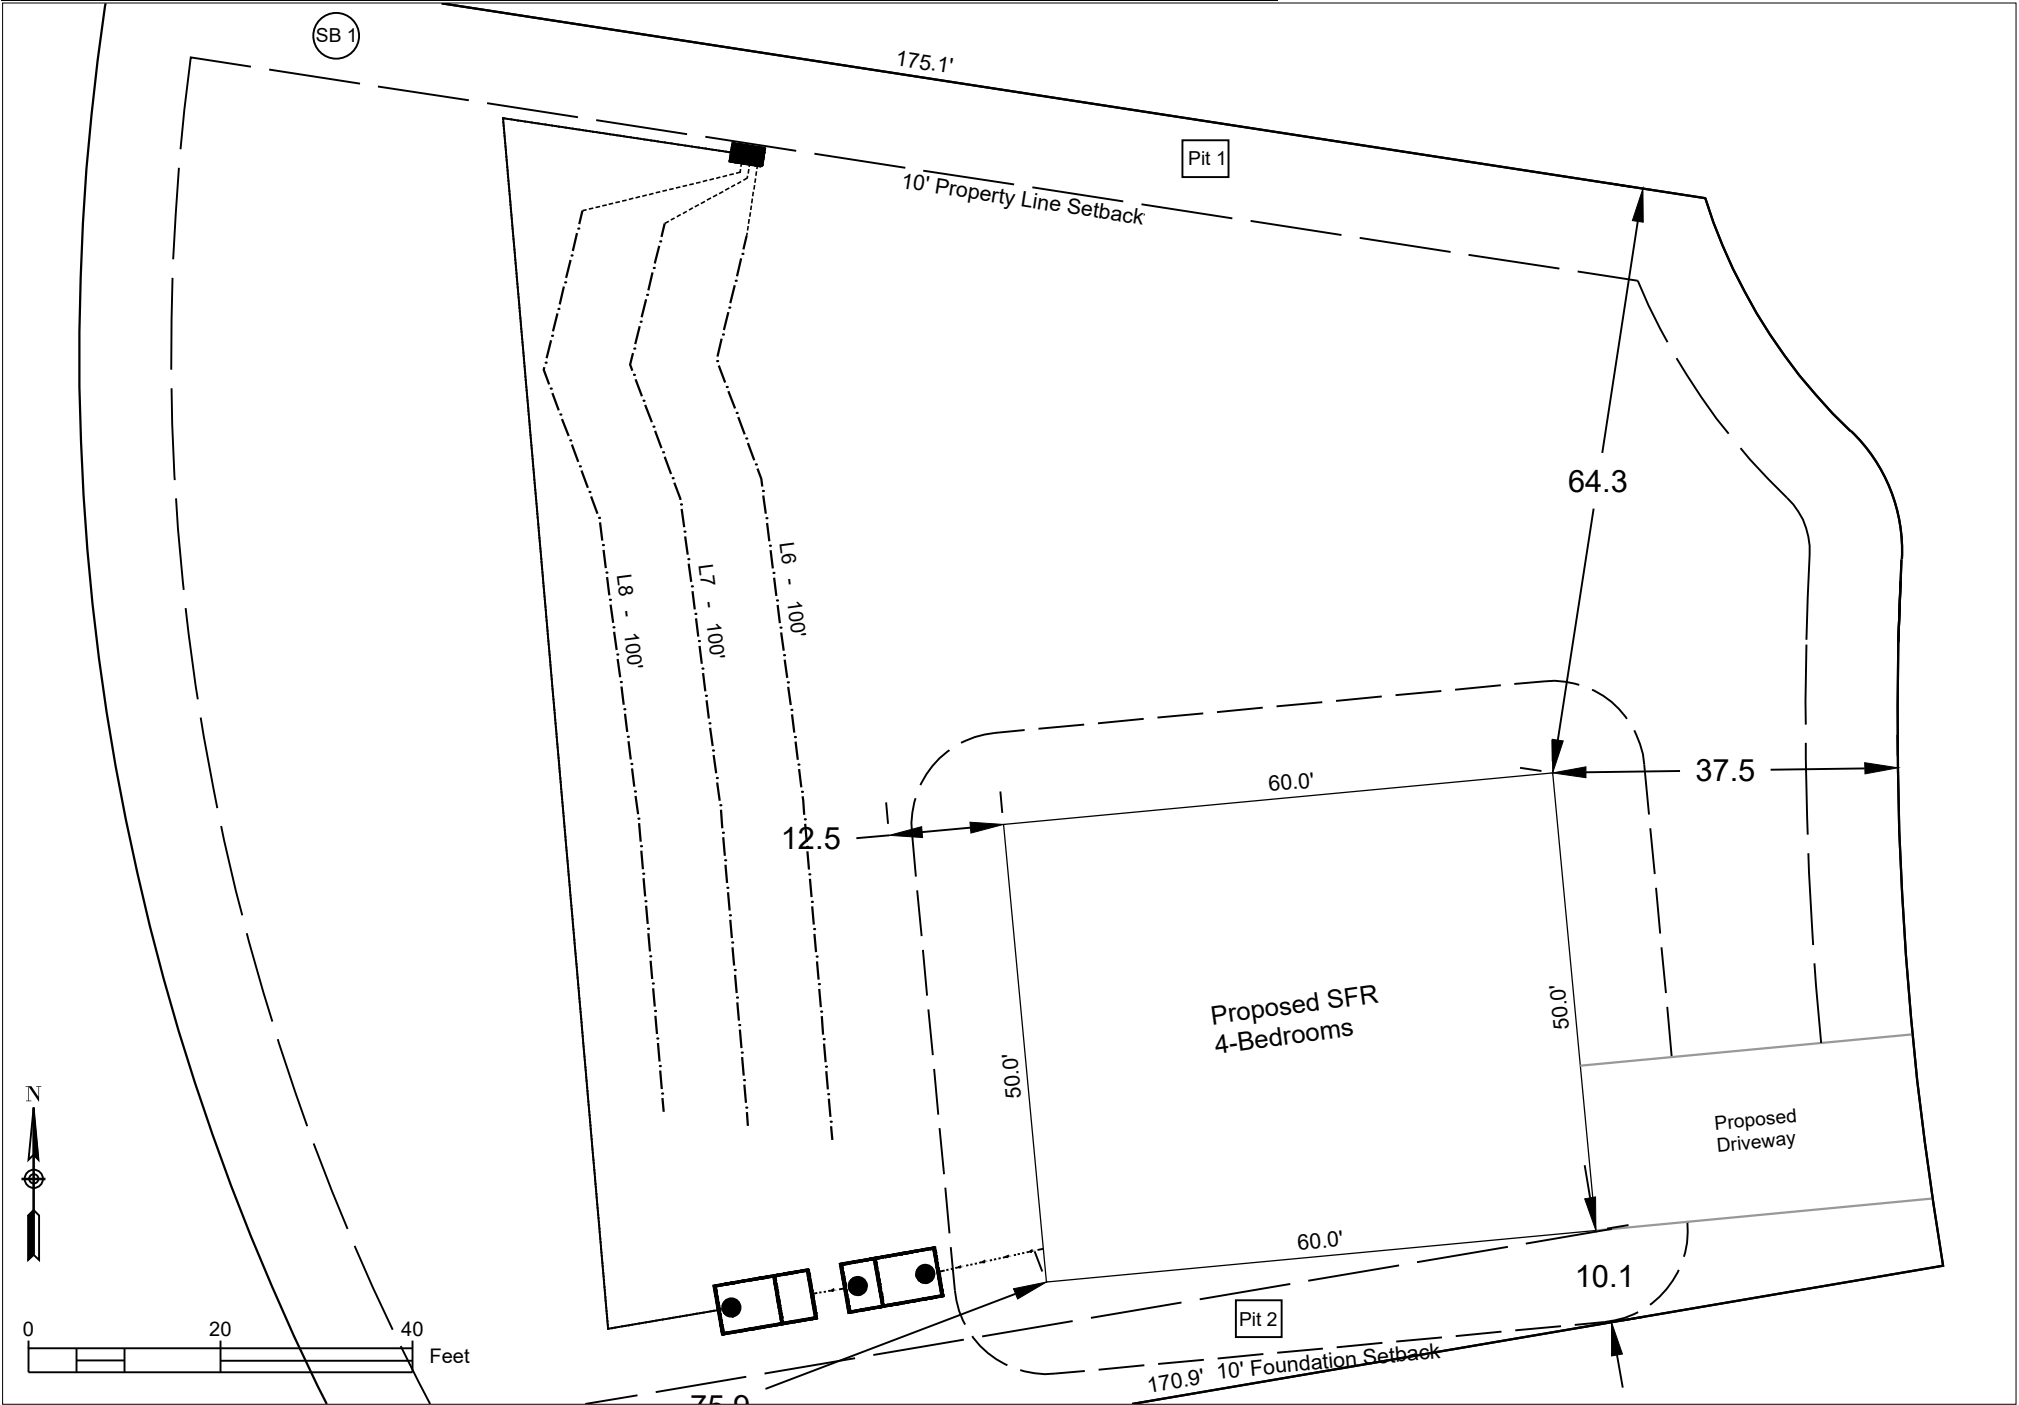 SB 1
175.1'
Pit 1
10' Property Line Setback
64.3
L6 - 100'
L7 - 100'
L8 - 100'
37.5
60.0'
12.5
Proposed SFR
4-Bedrooms
50.0'
50.0'
N
Proposed
Driveway
60.0'
10.1
Pit 2
0 20 40
Feet
10' Foundation Setback
170.9'